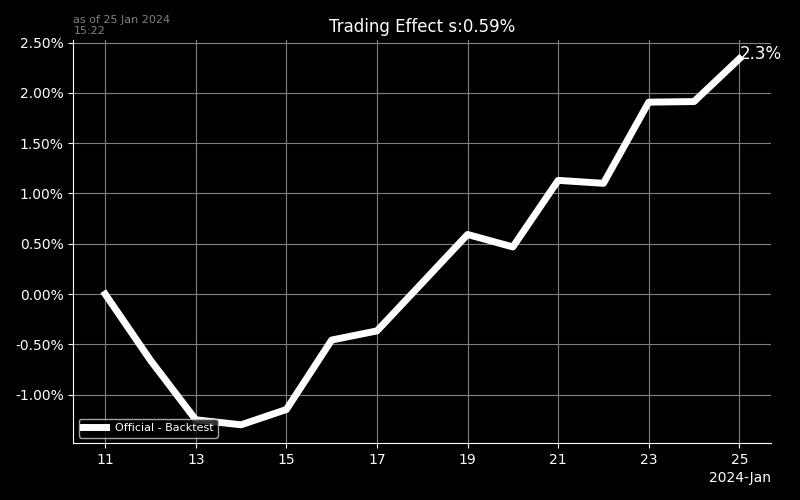 as of 25 Jan 2024
15:22
Trading Effect s:0.59%
2.50%
2.00%
1.50%
1.00%
0.50%
0.00%
-0.50%
-1.00%
2.3%
Official - Backtest
11 13 15 17 19 21 23 25
2024-Jan